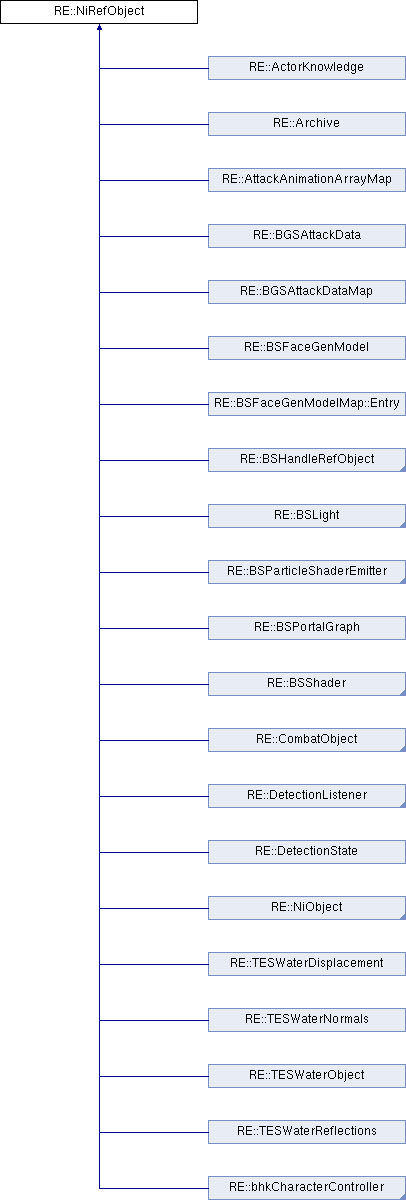 RE::NiRefObject
RE::ActorKnowledge
RE::Archive
RE::AttackAnimationArrayMap
RE::BGSAttackData
RE::BGSAttackDataMap
RE::BSFaceGenModel
RE::BSFaceGenModelMap::Entry
RE::BSHandleRefObject
RE::BSLight
RE::BSParticleShaderEmitter
RE::BSPortalGraph
RE::BSShader
RE::CombatObject
RE::DetectionListener
RE::DetectionState
RE::NiObject
RE::TESWaterDisplacement
RE::TESWaterNormals
RE::TESWaterObject
RE::TESWaterReflections
RE::bhkCharacterController